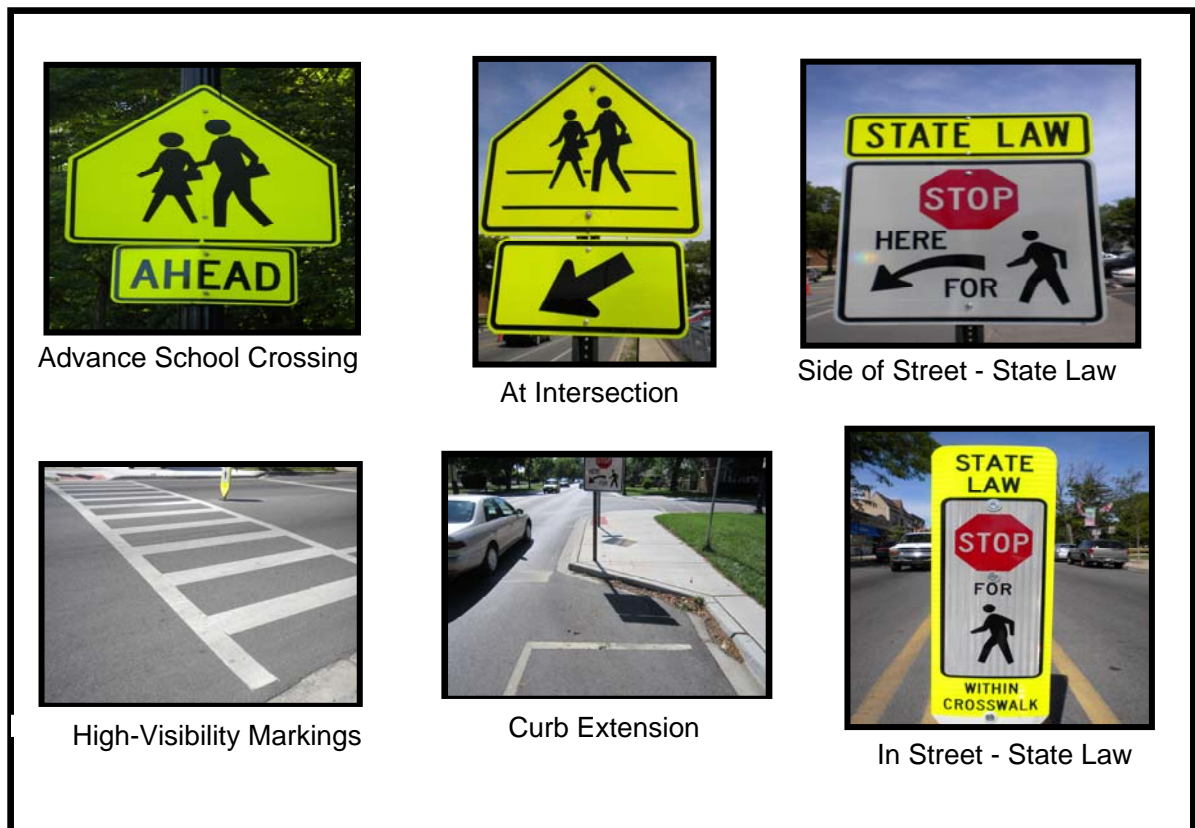 AHEAD
Advance School Crossing
At Intersection
STATE LAW
STOP
HERE
FOR
Side of Street - State Law
High-Visibility Markings
HERE
Curb Extension
STATE
LAW
STOP
FOR
WITHIN
CROSSWALK
In Street - State Law